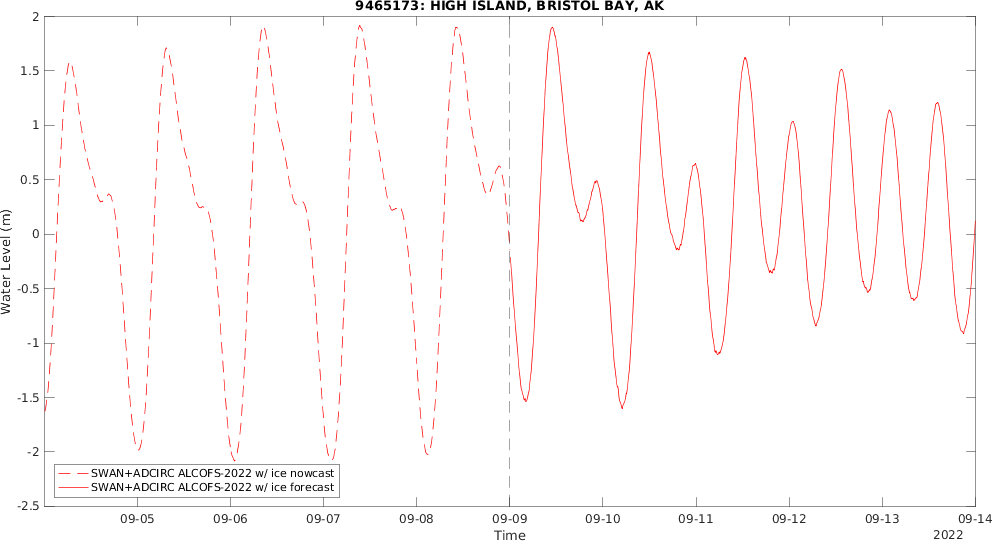 9465173: HIGH ISLAND, BRISTOL BAY, AK
2
1.5
1
0.5
0
-0.5
-1
-1.5
-2
-2.5
Water Level (m)
SWAN+ADCIRC ALCOFS-2022 w/ ice nowcast
SWAN+ADCIRC ALCOFS-2022 w/ ice forecast
09-05 09-06 09-07 09-08 09-09 09-10 09-11 09-12 09-13 09-14
Time
2022